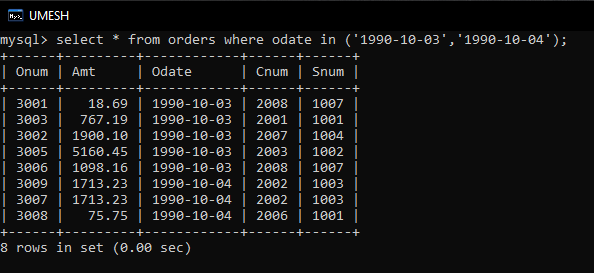 UMESH
mysql> select * from orders where odate in ('1990-10-03','1990-10-04');
+------+---------+------------+------+------+
| Onum | Amt     | Odate      | Cnum | Snum |
+------+---------+------------+------+------+
| 3001 |   18.69 | 1990-10-03 | 2008 | 1007 |
| 3003 |  767.19 | 1990-10-03 | 2001 | 1001 |
| 3002 | 1900.10 | 1990-10-03 | 2007 | 1004 |
| 3005 | 5160.45 | 1990-10-03 | 2003 | 1002 |
| 3006 | 1098.16 | 1990-10-03 | 2008 | 1007 |
| 3009 | 1713.23 | 1990-10-04 | 2002 | 1003 |
| 3007 | 1713.23 | 1990-10-04 | 2002 | 1003 |
| 3008 |   75.75 | 1990-10-04 | 2006 | 1001 |
+------+---------+------------+------+------+
8 rows in set (0.00 sec)